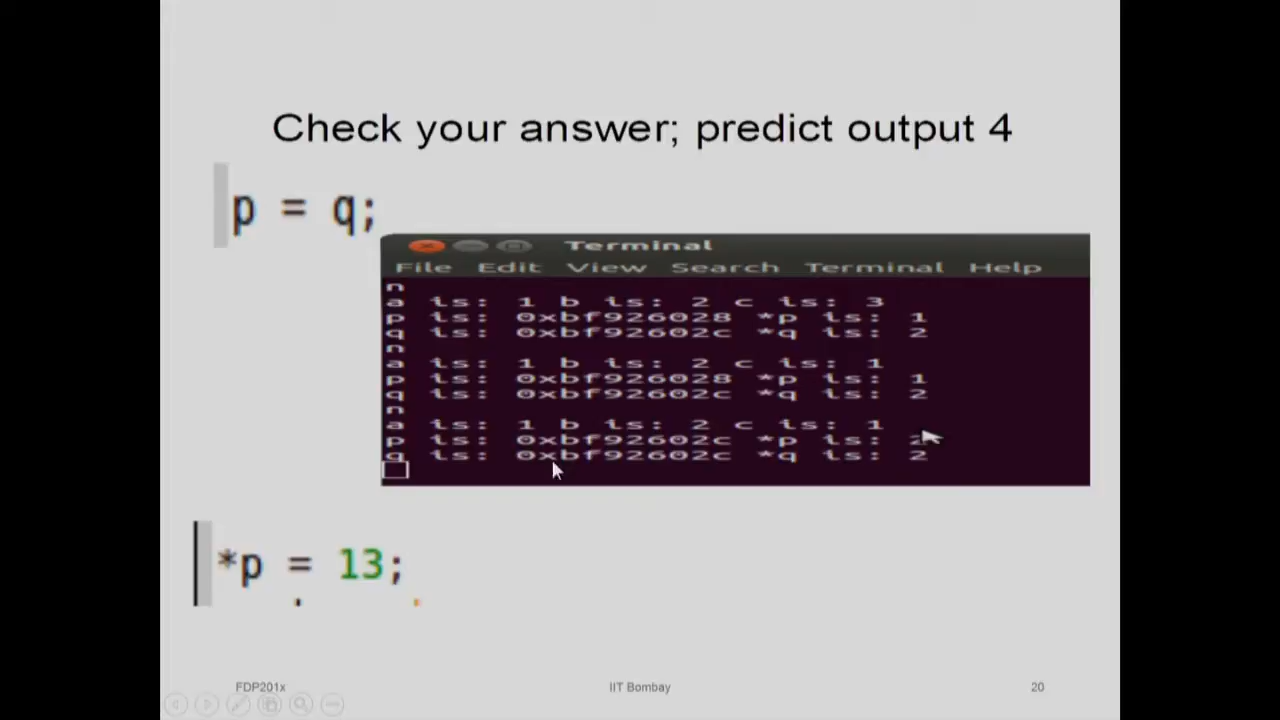 Check your answer; predict output 4
p = q;
Terminal
File Edit View Search Terminal Help
n
a is: 1 b is: 2 c is: 3
p is: 0xbf926028 *p is: 1
q is: 0xbf92602c *q is: 2
n
a is: 1 b is: 2 c is: 1
p is: 0xbf926028 *p is: 1
q is: 0xbf92602c *q is: 2
n
a is: 1 b is: 2 c is: 1
p is: 0xbf92602c *p is: 2
q is: 0xbf92602c *q is: 2
*p = 13;
FDP201x IIT Bombay 20